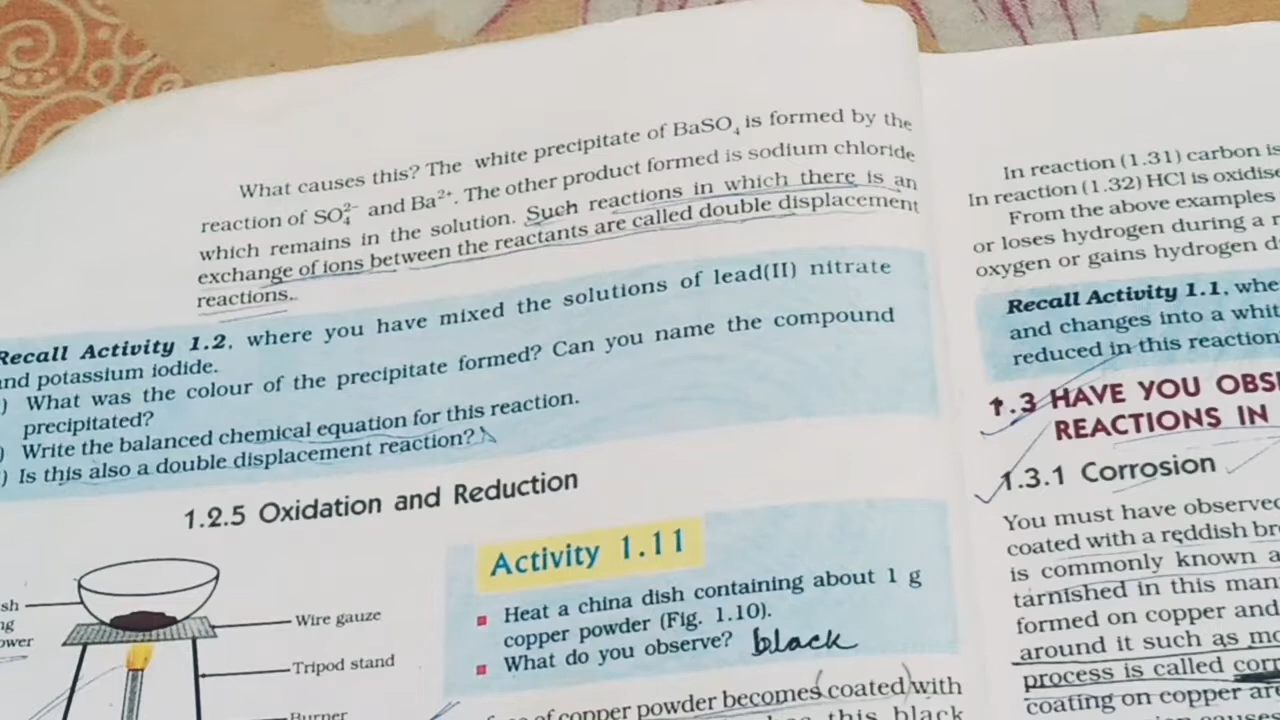 What causes this? The white precipitate of BaSO₄ is formed by the
reaction of SO₄²⁻ and Ba²⁺. The other product formed is sodium chloride
which remains in the solution. Such reactions in which there is an
exchange of ions between the reactants are called double displacement
reactions.
Recall Activity 1.2, where you have mixed the solutions of lead(II) nitrate
and potassium iodide.
) What was the colour of the precipitate formed? Can you name the compound
precipitated?
) Write the balanced chemical equation for this reaction.
) Is this also a double displacement reaction?
1.2.5 Oxidation and Reduction
Activity 1.11
Heat a china dish containing about 1 g
copper powder (Fig. 1.10).
What do you observe? black
Wire gauze
Tripod stand
Burner
of copper powder becomes coated with
this black
In reaction (1.31) carbon is
In reaction (1.32) HCl is oxidise
From the above examples
or loses hydrogen during a r
oxygen or gains hydrogen d
Recall Activity 1.1, whe
and changes into a whit
reduced in this reaction
1.3 HAVE YOU OBS
REACTIONS IN
1.3.1 Corrosion
You must have observed
coated with a reddish br
is commonly known a
tarnished in this man
formed on copper and
around it such as mo
process is called corr
coating on copper are